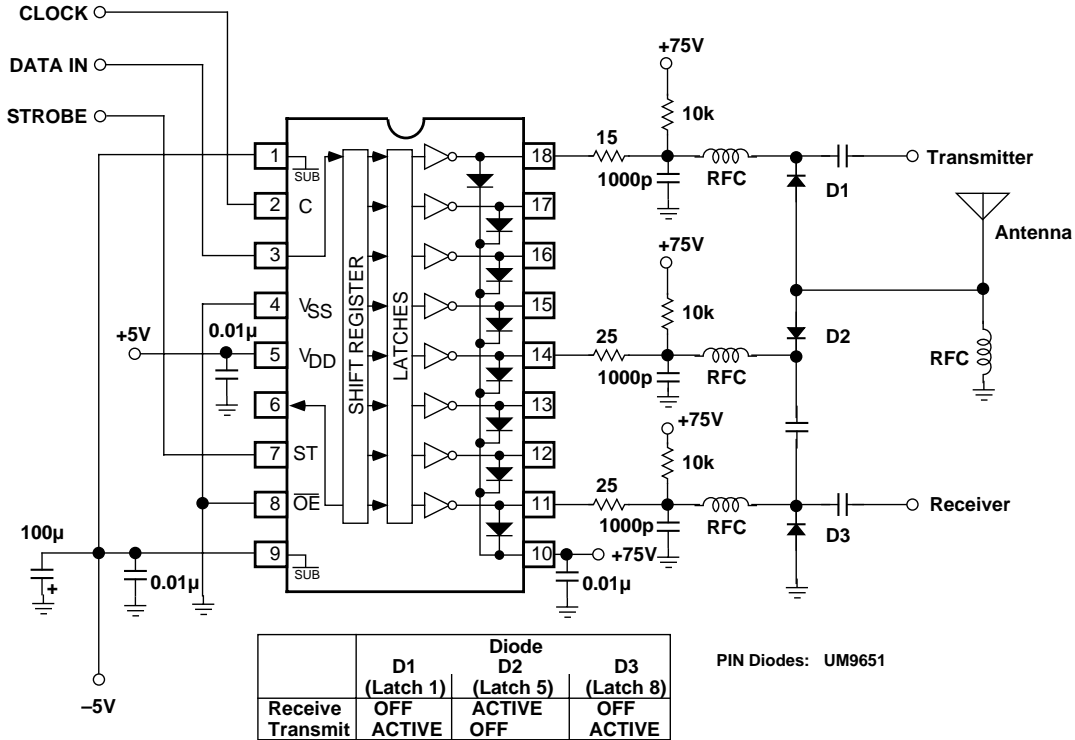 CLOCK
DATA IN
STROBE
+75V
10k
15
1000p
RFC
D1
Transmitter
Antenna
1
SUB
2
C
3
4
VSS
5
VDD
6
7
ST
8
OE
9
SUB
SHIFT REGISTER
LATCHES
18
17
16
15
14
13
12
11
10
+5V
0.01µ
+75V
10k
25
1000p
RFC
D2
RFC
+75V
10k
25
1000p
RFC
D3
Receiver
100µ
+
0.01µ
–5V
+75V
0.01µ
Diode
D1 D2 D3
(Latch 1) (Latch 5) (Latch 8)
Receive OFF ACTIVE OFF
Transmit ACTIVE OFF ACTIVE
PIN Diodes: UM9651